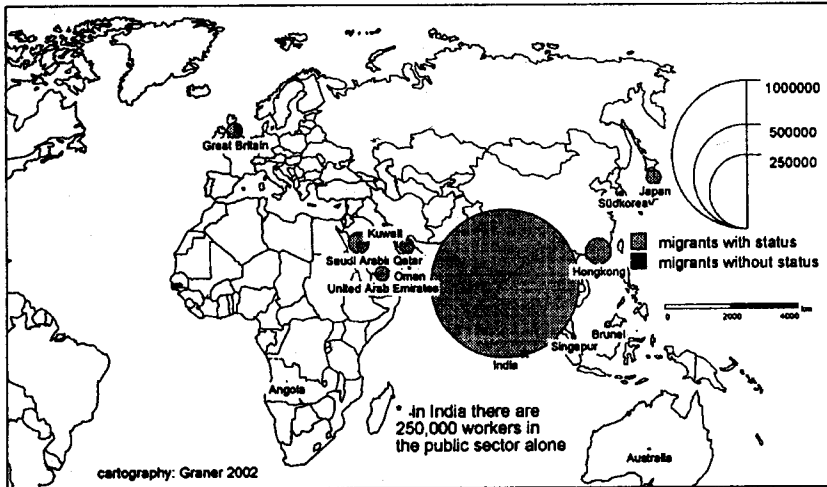 1000000
500000
250000
Great Britain
Japan
Südkorea
Kuwait
migrants with status
Saudi Arabia Qatar
Hongkong
migrants without status
Oman
United Arab Emirates
0 2000 4000 km
Brunei
Singapur
India
Angola
* -in India there are
250,000 workers in
the public sector alone
Australia
cartography: Graner 2002